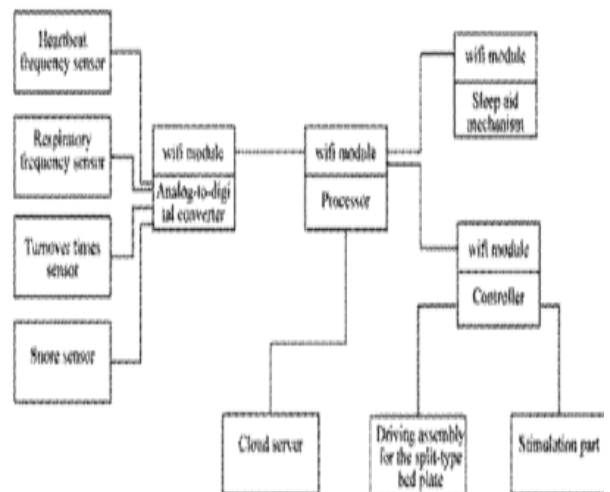 Heartbeat
frequency sensor
Respiratory
frequency sensor
Turnover times
sensor
Snore sensor
wifi module
Analog-to-digi
tal converter
wifi module
Processor
wifi module
Sleep aid
mechanism
wifi module
Controller
Cloud server
Driving assembly
for the split-type
bed plate
Stimulation part